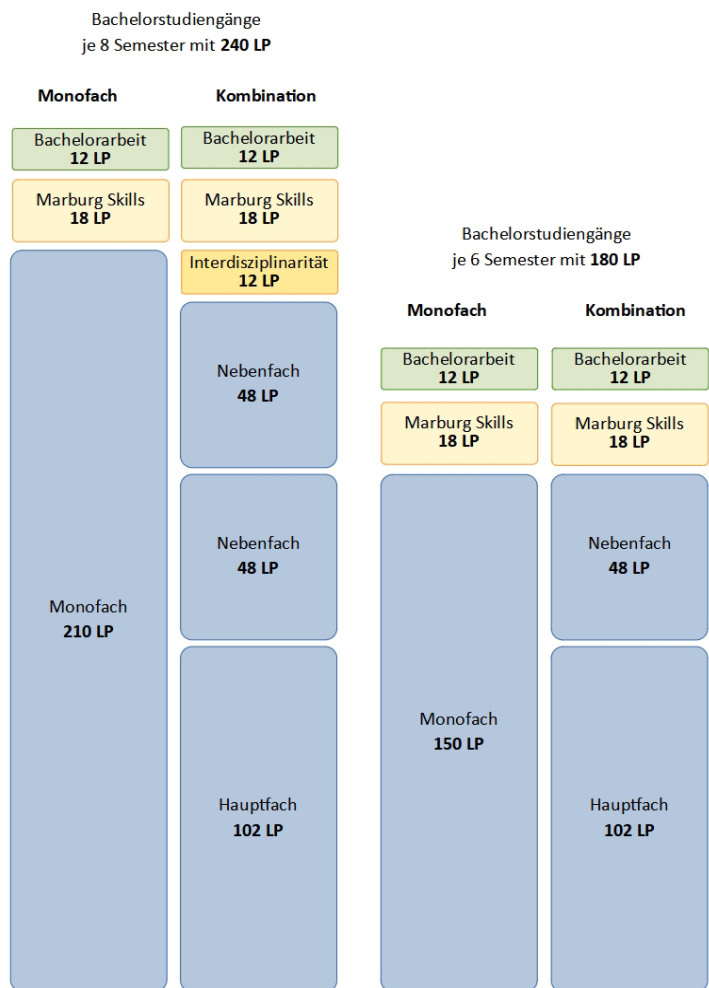 Bachelorstudiengänge
je 8 Semester mit 240 LP
Monofach
Bachelorarbeit
12 LP
Marburg Skills
18 LP
Monofach
210 LP
Kombination
Bachelorarbeit
12 LP
Marburg Skills
18 LP
Interdisziplinarität
12 LP
Nebenfach
48 LP
Nebenfach
48 LP
Hauptfach
102 LP
Bachelorstudiengänge
je 6 Semester mit 180 LP
Monofach
Bachelorarbeit
12 LP
Marburg Skills
18 LP
Monofach
150 LP
Kombination
Bachelorarbeit
12 LP
Marburg Skills
18 LP
Nebenfach
48 LP
Hauptfach
102 LP